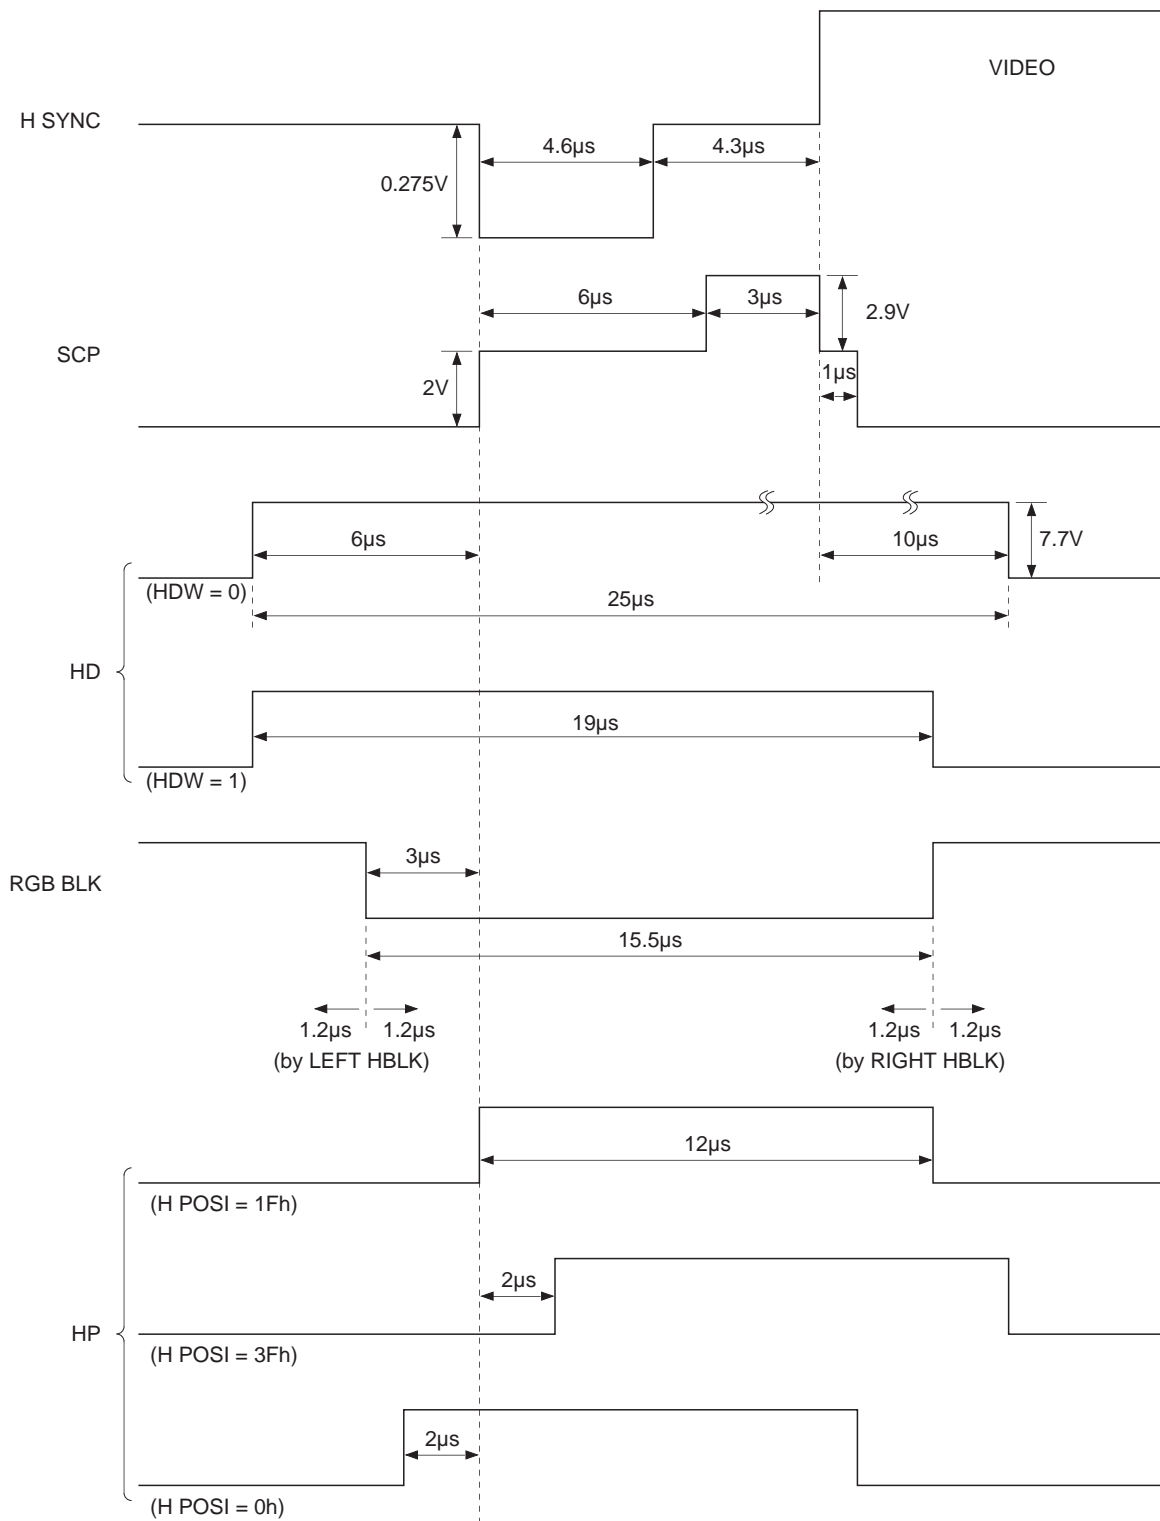 VIDEO
H SYNC
4.6µs
4.3µs
0.275V
6µs
3µs
2.9V
SCP
2V
1µs
6µs
10µs
7.7V
(HDW = 0)
25µs
HD
19µs
(HDW = 1)
3µs
RGB BLK
15.5µs
1.2µs 1.2µs
1.2µs 1.2µs
(by LEFT HBLK)
(by RIGHT HBLK)
12µs
(H POSI = 1Fh)
2µs
HP
(H POSI = 3Fh)
2µs
(H POSI = 0h)